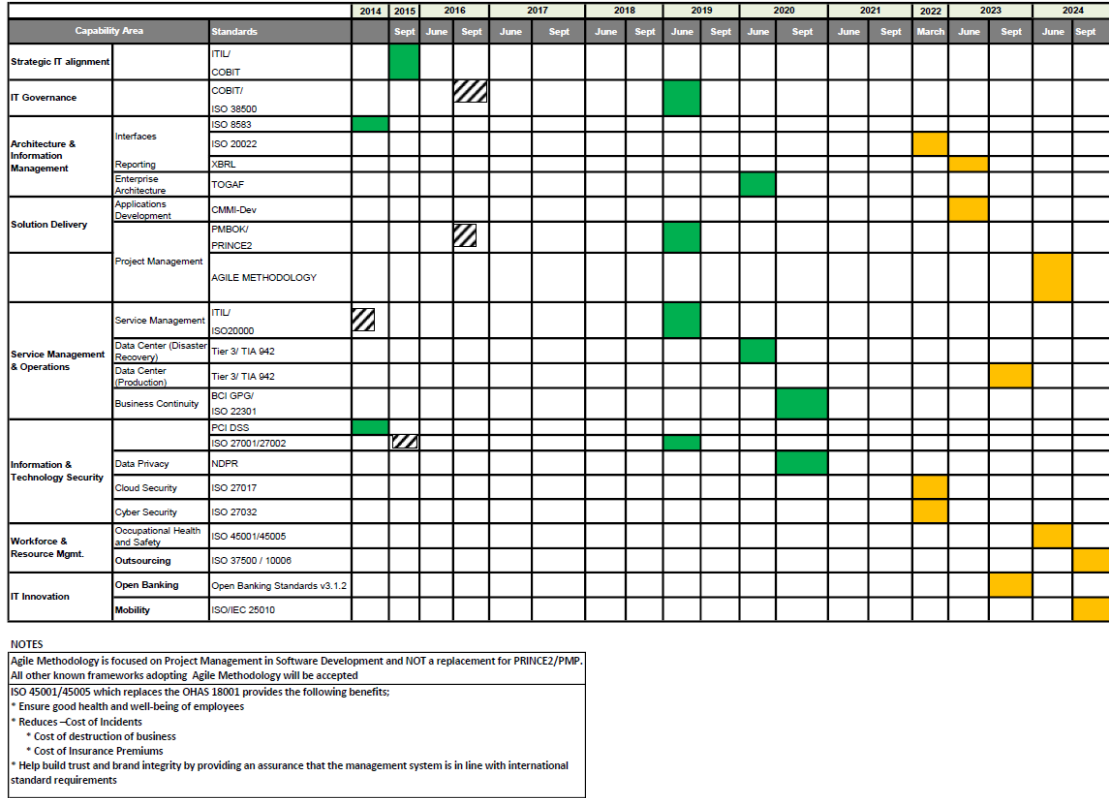 2014 2015 2016 2017 2018 2019 2020 2021 2022 2023 2024
Capability Area Standards Sept June Sept June Sept June Sept June Sept June Sept June Sept March June Sept June Sept
Strategic IT alignment ITIL/
COBIT
IT Governance COBIT/
ISO 38500
Architecture &
Information
Management
Interfaces
ISO 8583
ISO 20022
Reporting XBRL
Enterprise
Architecture TOGAF
Solution Delivery
Applications
Development CMMI-Dev
Project Management
PMBOK/
PRINCE2
AGILE METHODOLOGY
Service Management
& Operations
Service Management ITIL/
ISO20000
Data Center (Disaster
Recovery) Tier 3/ TIA 942
Data Center
(Production) Tier 3/ TIA 942
Business Continuity BCI GPG/
ISO 22301
Information &
Technology Security
PCI DSS
ISO 27001/27002
Data Privacy NDPR
Cloud Security ISO 27017
Cyber Security ISO 27032
Workforce &
Resource Mgmt.
Occupational Health
and Safety ISO 45001/45005
Outsourcing ISO 37500 / 10006
IT Innovation
Open Banking Open Banking Standards v3.1.2
Mobility ISO/IEC 25010
NOTES
Agile Methodology is focused on Project Management in Software Development and NOT a replacement for PRINCE2/PMP.
All other known frameworks adopting Agile Methodology will be accepted
ISO 45001/45005 which replaces the OHAS 18001 provides the following benefits;
* Ensure good health and well-being of employees
* Reduces –Cost of Incidents
* Cost of destruction of business
* Cost of Insurance Premiums
* Help build trust and brand integrity by providing an assurance that the management system is in line with international
standard requirements